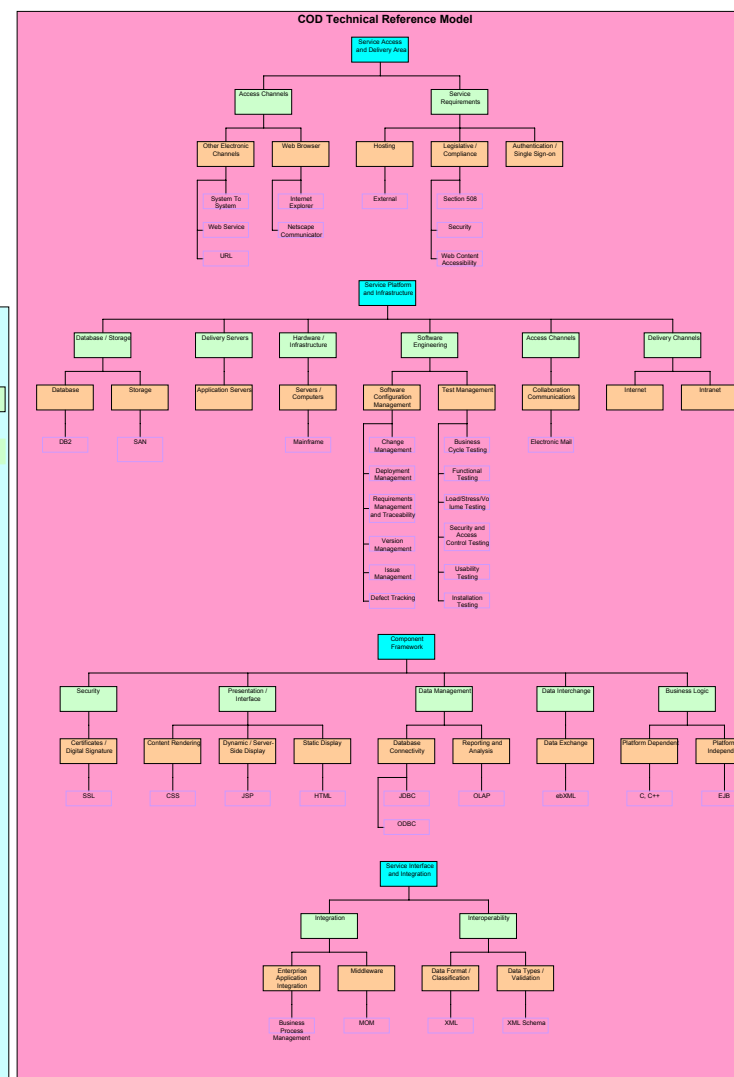 COD Technical Reference Model
Service Access
and Delivery Area
Access Channels
Service
Requirements
Other Electronic
Channels
Web Browser
Hosting
Legislative /
Compliance
Authentication /
Single Sign-on
System To
System
Internet
Explorer
External
Section 508
Web Service
Netscape
Communicator
Security
URL
Web Content
Accessibility
Service Platform
and Infrastructure
Database / Storage
Delivery Servers
Hardware /
Infrastructure
Software
Engineering
Access Channels
Delivery Channels
Database
Storage
Application Servers
Servers /
Computers
Software
Configuration
Management
Test Management
Collaboration
Communications
Internet
Intranet
DB2
SAN
Mainframe
Change
Management
Business
Cycle Testing
Electronic Mail
Deployment
Management
Functional
Testing
Requirements
Management
and Traceability
Load/Stress/Vo
lume Testing
Version
Management
Security and
Access
Control Testing
Issue
Management
Usability
Testing
Defect Tracking
Installation
Testing
Component
Framework
Security
Presentation /
Interface
Data Management
Data Interchange
Business Logic
Certificates /
Digital Signature
Content Rendering
Dynamic / Server-
Side Display
Static Display
Database
Connectivity
Reporting and
Analysis
Data Exchange
Platform Dependent
Platform
Independ
SSL
CSS
JSP
HTML
JDBC
OLAP
ebXML
C, C++
EJB
ODBC
Service Interface
and Integration
Integration
Interoperability
Enterprise
Application
Integration
Middleware
Data Format /
Classification
Data Types /
Validation
Business
Process
Management
MOM
XML
XML Schema